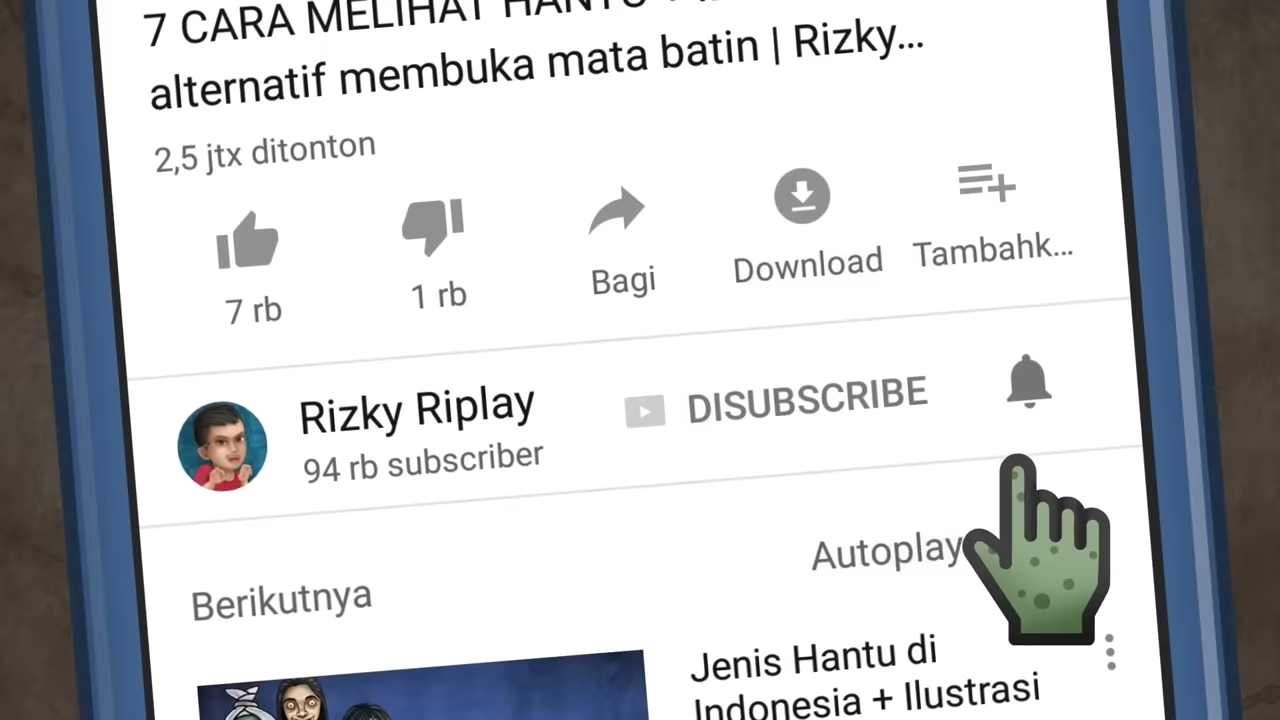 7 CARA MELIHAT HANTU
alternatif membuka mata batin | Rizky...
2,5 jtx ditonton
7 rb
1 rb
Bagi
Download
Tambahk...
Rizky Riplay
94 rb subscriber
DISUBSCRIBE
Autoplay
Berikutnya
Jenis Hantu di
Indonesia + Ilustrasi